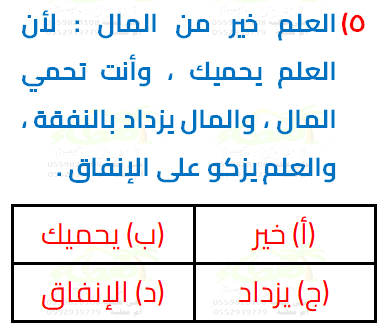 ٥) العلم خير من المال : لأن
العلم يحميك ، وأنت تحمي
المال ، والمال يزداد بالنفقة ،
والعلم يزكو على الإنفاق .
(أ) خير (ب) يحميك
(ج) يزداد (د) الإنفاق